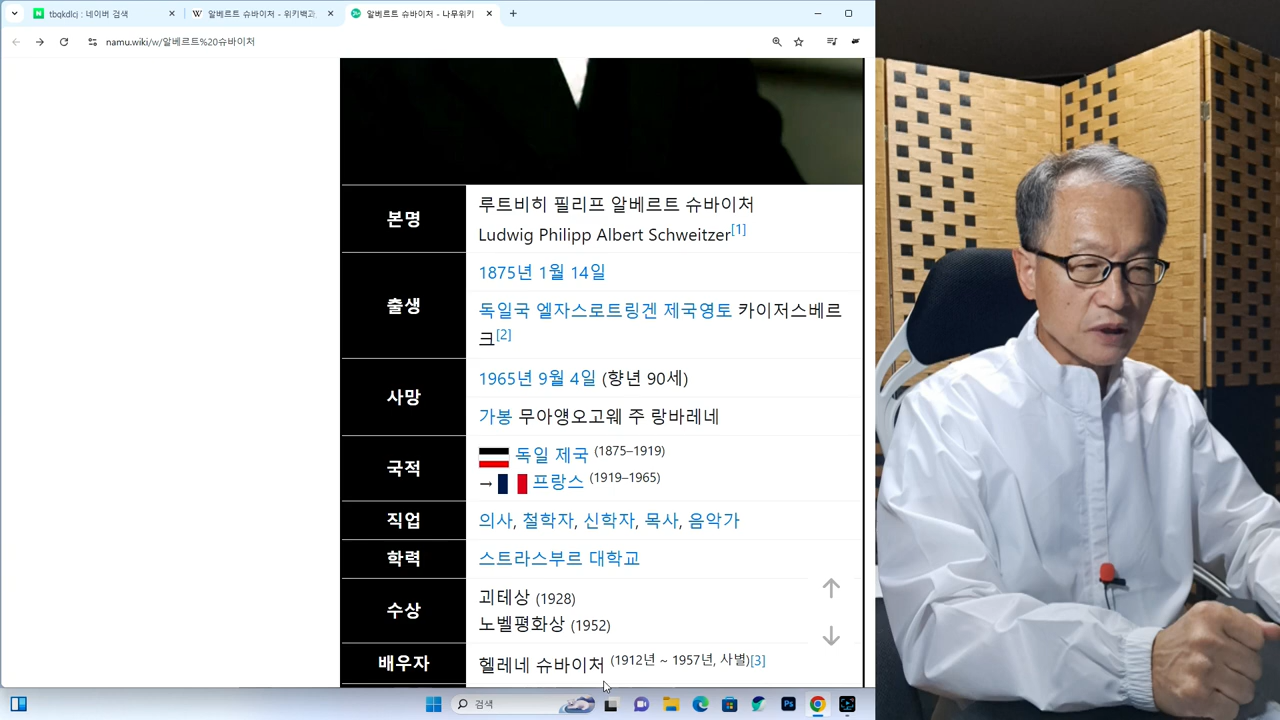 tbqkdlcj : 네이버 검색
알베르트 슈바이처 - 위키백과
알베르트 슈바이처 - 나무위키
namu.wiki/w/알베르트%20슈바이처
본명
루트비히 필리프 알베르트 슈바이처
Ludwig Philipp Albert Schweitzer[1]
출생
1875년 1월 14일
독일국 엘자스로트링겐 제국영토 카이저스베르
크[2]
사망
1965년 9월 4일 (향년 90세)
가봉 무아얭오고웨 주 랑바레네
국적
독일 제국 (1875–1919)
→ 프랑스 (1919–1965)
직업
의사, 철학자, 신학자, 목사, 음악가
학력
스트라스부르 대학교
수상
괴테상 (1928)
노벨평화상 (1952)
배우자
헬레네 슈바이처 (1912년 ~ 1957년, 사별)[3]
검색
Ps